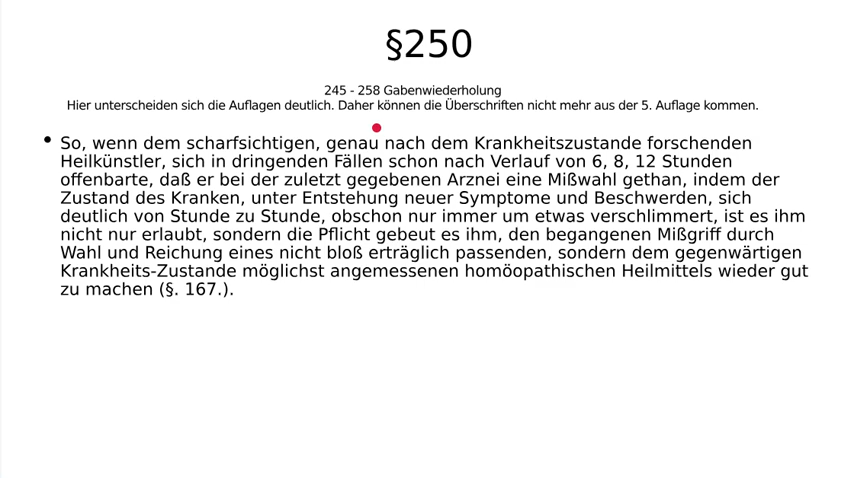 §250
245 - 258 Gabenwiederholung
Hier unterscheiden sich die Auflagen deutlich. Daher können die Überschriften nicht mehr aus der 5. Auflage kommen.
• So, wenn dem scharfsichtigen, genau nach dem Krankheitszustande forschenden
Heilkünstler, sich in dringenden Fällen schon nach Verlauf von 6, 8, 12 Stunden
offenbarte, daß er bei der zuletzt gegebenen Arznei eine Mißwahl gethan, indem der
Zustand des Kranken, unter Entstehung neuer Symptome und Beschwerden, sich
deutlich von Stunde zu Stunde, obschon nur immer um etwas verschlimmert, ist es ihm
nicht nur erlaubt, sondern die Pflicht gebeut es ihm, den begangenen Mißgriff durch
Wahl und Reichung eines nicht bloß erträglich passenden, sondern dem gegenwärtigen
Krankheits-Zustande möglichst angemessenen homöopathischen Heilmittels wieder gut
zu machen (§. 167.).